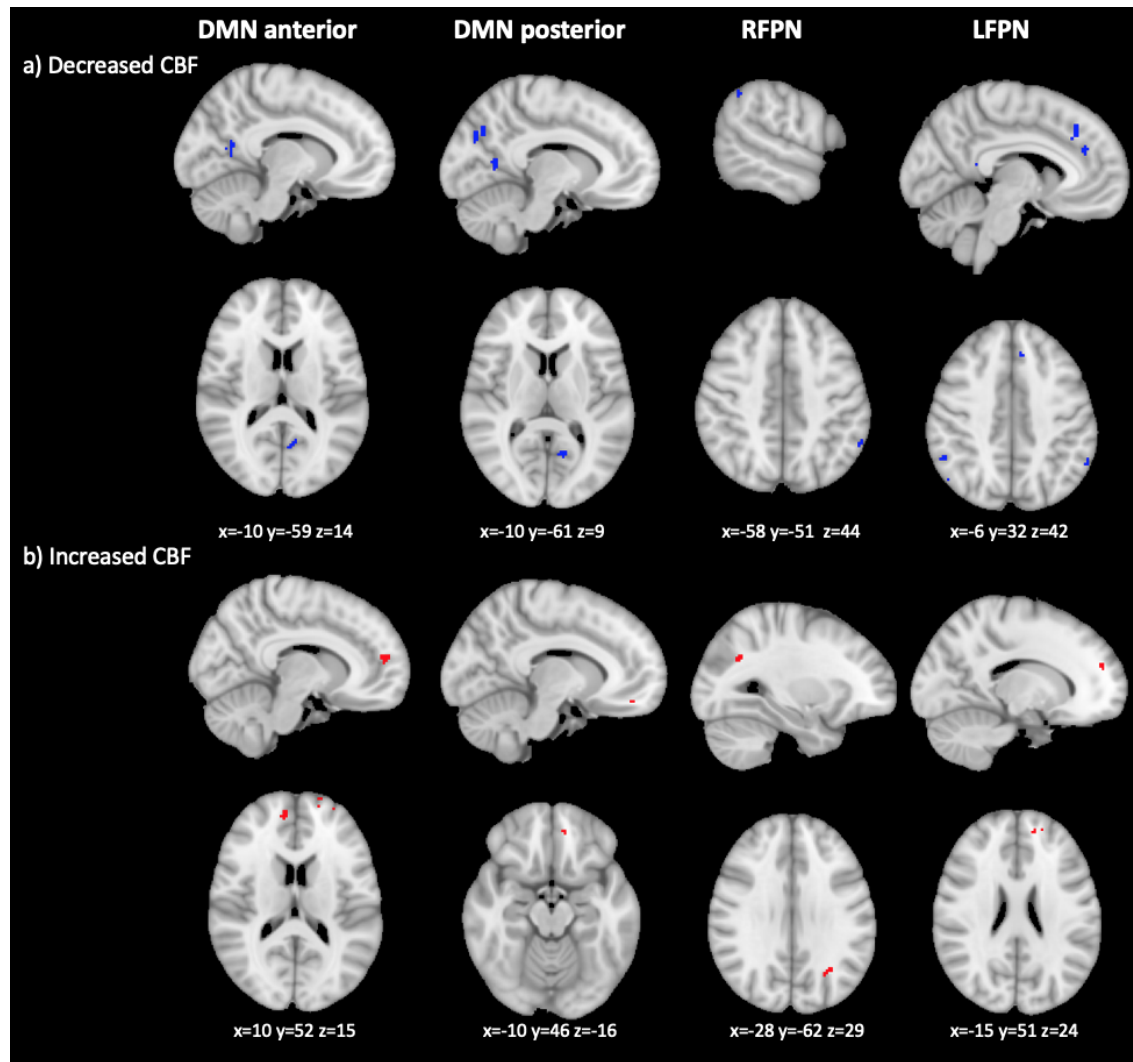 DMN anterior DMN posterior RFPN LFPN
a) Decreased CBF
x=-10 y=-59 z=14 x=-10 y=-61 z=9 x=-58 y=-51 z=44 x=-6 y=32 z=42
b) Increased CBF
x=10 y=52 z=15 x=-10 y=46 z=-16 x=-28 y=-62 z=29 x=-15 y=51 z=24